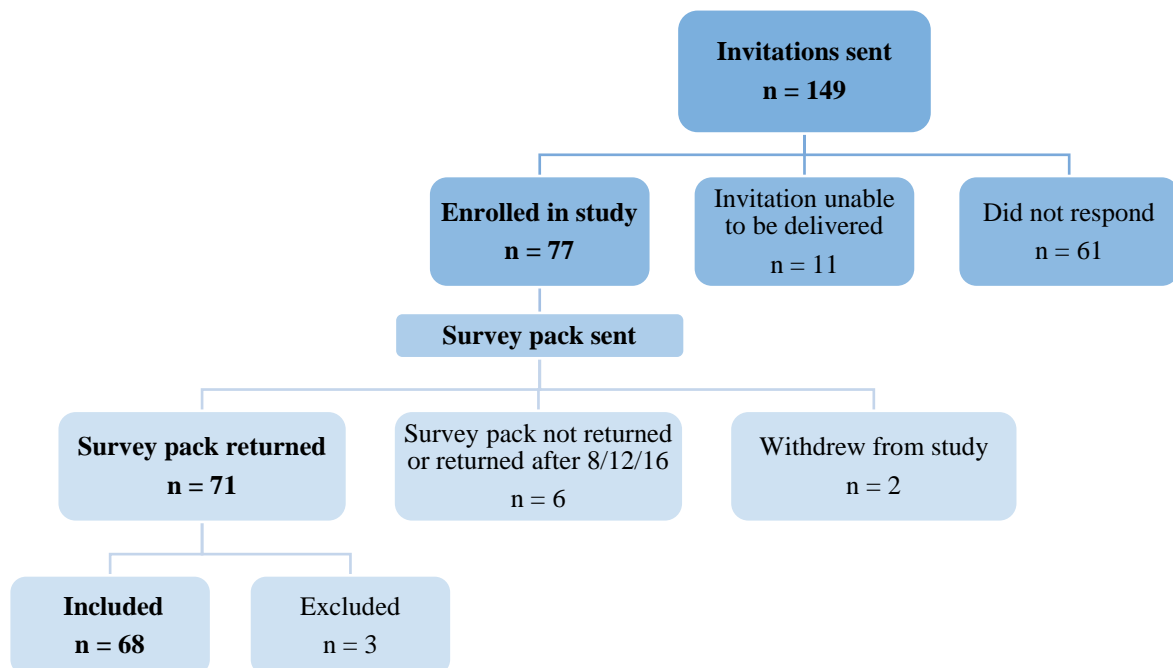 Invitations sent
n = 149
Enrolled in study
n = 77
Invitation unable
to be delivered
n = 11
Did not respond
n = 61
Survey pack sent
Survey pack returned
n = 71
Survey pack not returned
or returned after 8/12/16
n = 6
Withdrew from study
n = 2
Included
n = 68
Excluded
n = 3